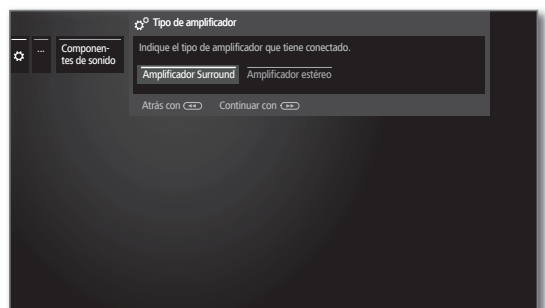 Tipo de amplificador
...
Componen-
tes de sonido
Indique el tipo de amplificador que tiene conectado.
Amplificador Surround Amplificador estéreo
Atrás con Continuar con